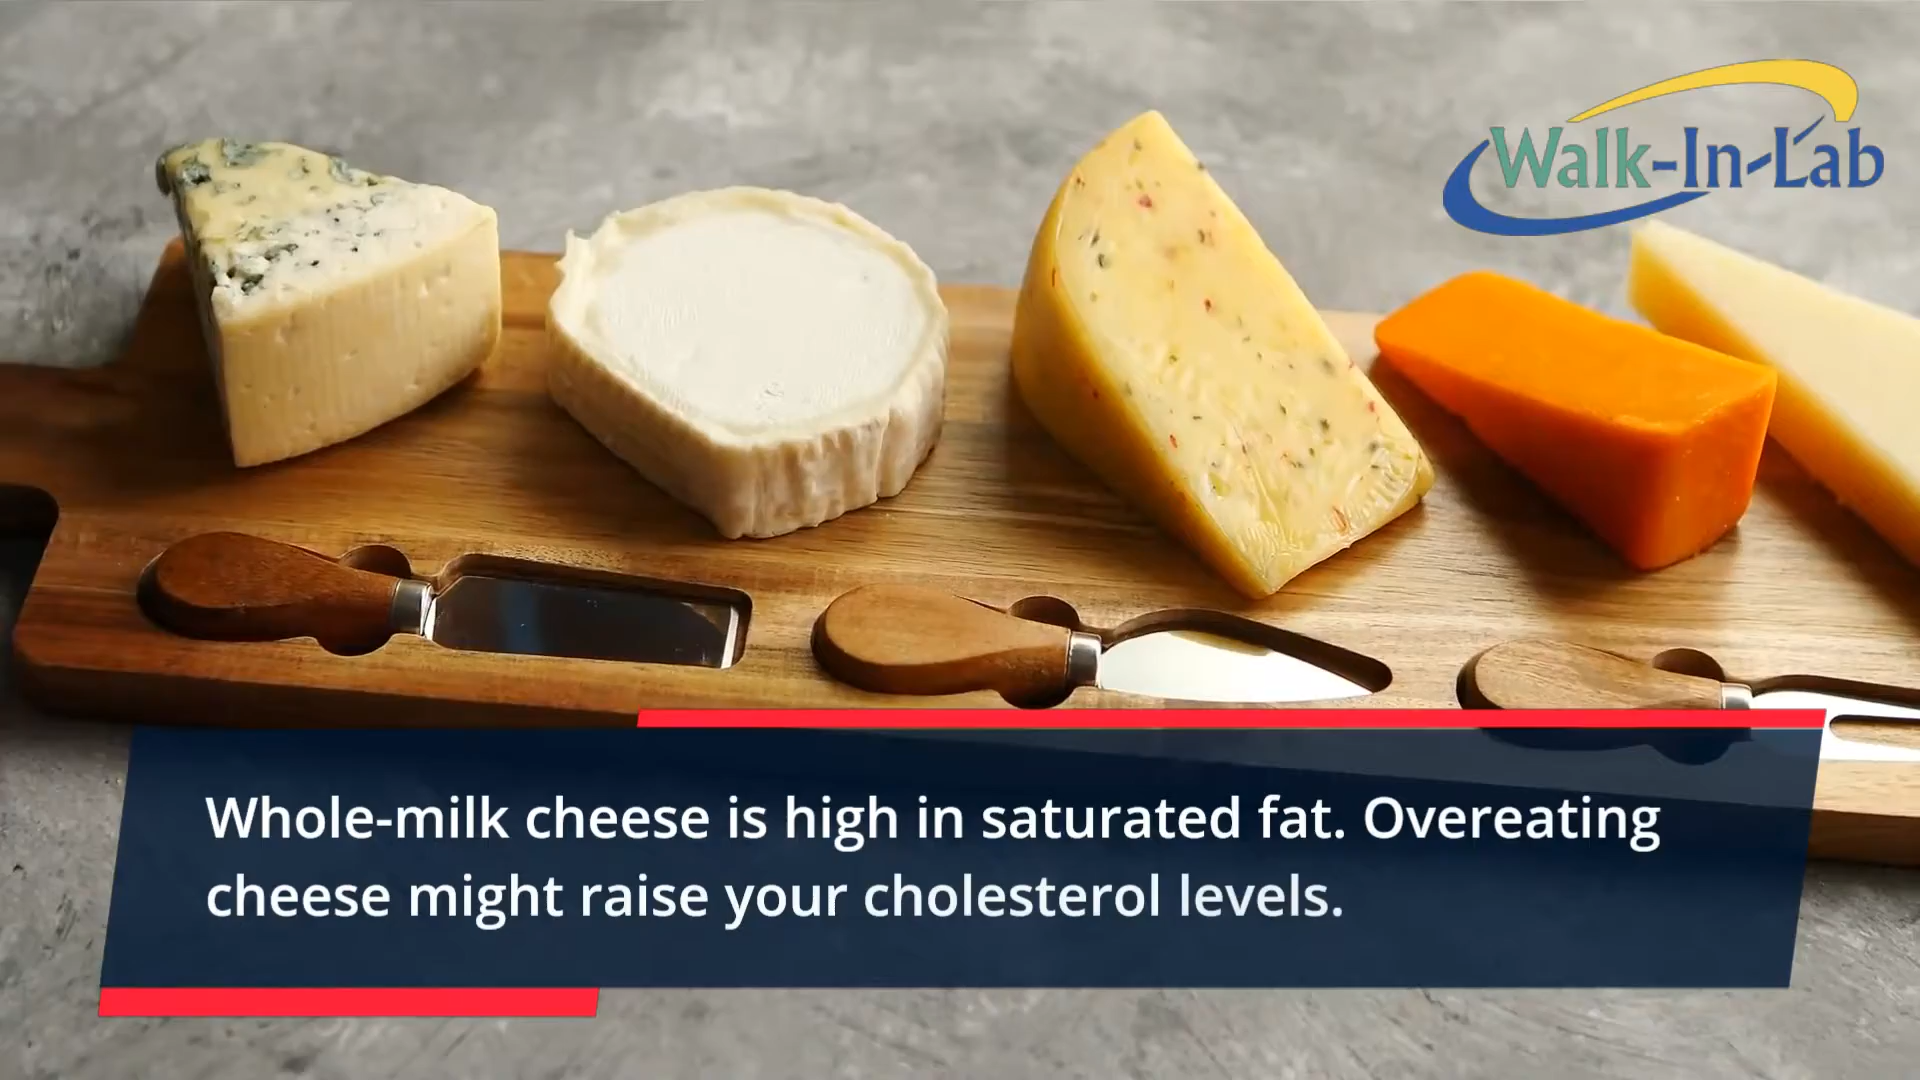 Walk-In-Lab
Whole-milk cheese is high in saturated fat. Overeating
cheese might raise your cholesterol levels.